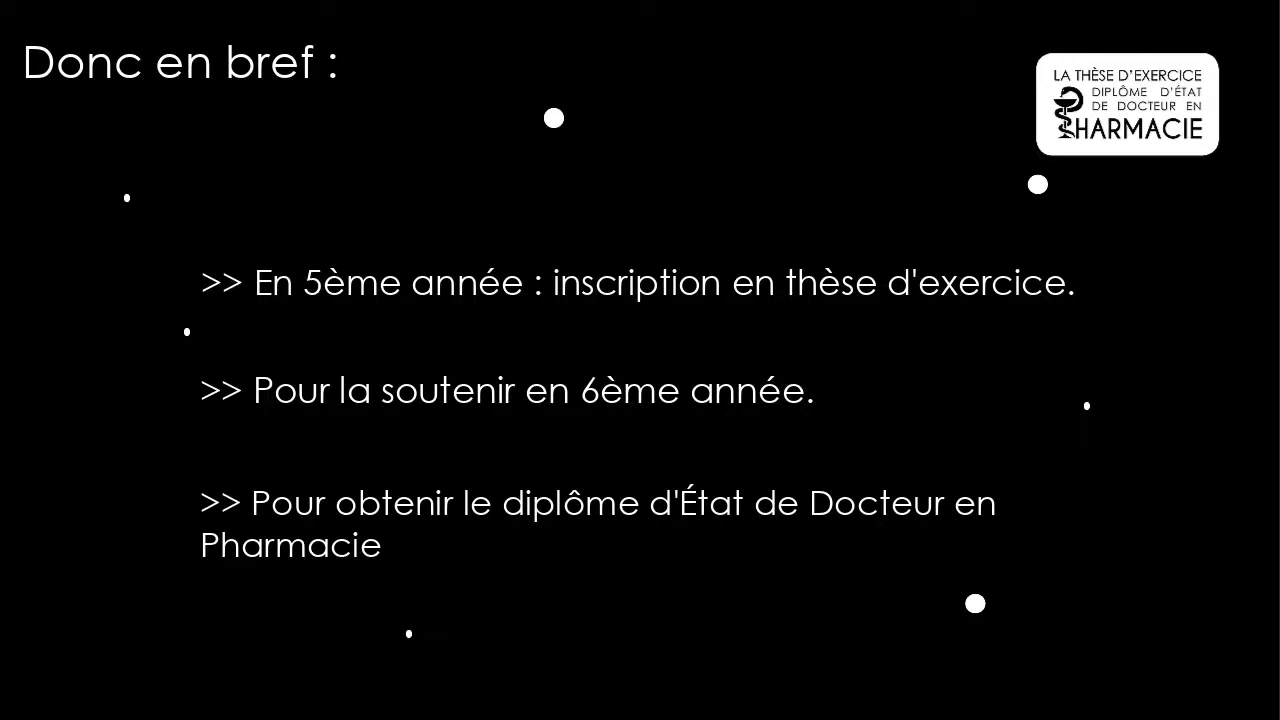 Donc en bref :
LA THÈSE D'EXERCICE
DIPLÔME D'ÉTAT
DE DOCTEUR EN
PHARMACIE
>> En 5ème année : inscription en thèse d'exercice.
>> Pour la soutenir en 6ème année.
>> Pour obtenir le diplôme d'État de Docteur en
Pharmacie